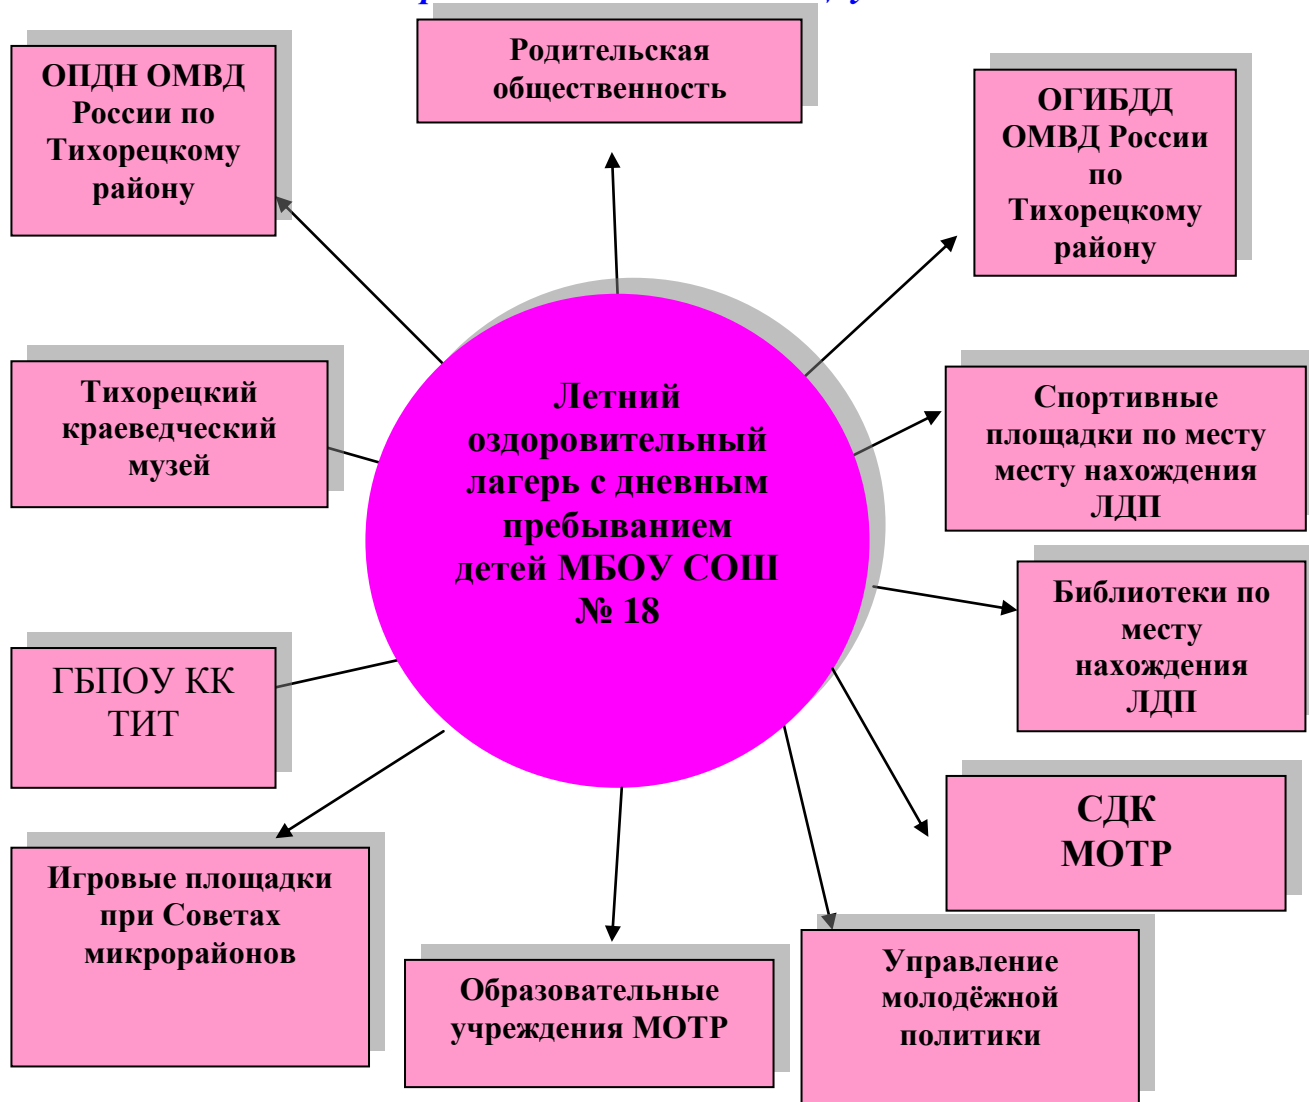 ОПДН ОМВД
России по
Тихорецкому
району
Родительская
общественность
ОГИБДД
ОМВД России
по
Тихорецкому
району
Тихорецкий
краеведческий
музей
Летний
оздоровительный
лагерь с дневным
пребыванием
детей МБОУ СОШ
№ 18
Спортивные
площадки по месту
месту нахождения
ЛДП
Библиотеки по
месту
нахождения
ЛДП
ГБПОУ КК
ТИТ
СДК
МОТР
Игровые площадки
при Советах
микрорайонов
Образовательные
учреждения МОТР
Управление
молодёжной
политики